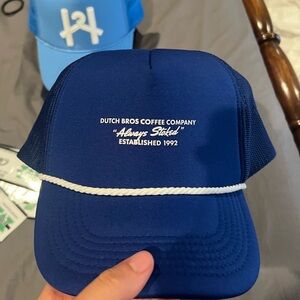 DUTCH BROS COFFEE COMPANY
"Always Stoked"
ESTABLISHED 1992